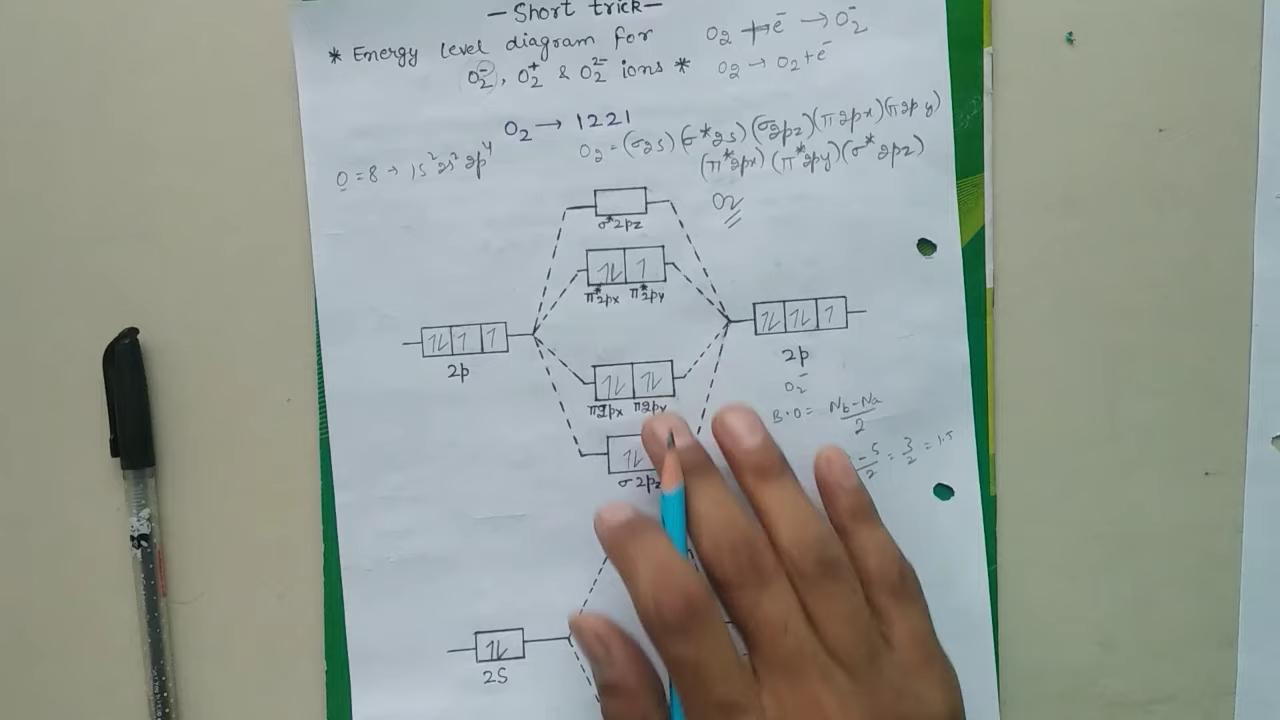 — Short trick —
* Energy level diagram for
O₂⁻, O₂⁺ & O₂²⁻ ions *
O₂ + e⁻ → O₂⁻
O₂ → O₂ + e⁻
O₂ → 1221
O = 8 → 1s² 2s² 2p⁴
O₂ = (σ2s)(σ*2s)(σ2pz)(π2px)(π2py)
(π*2px)(π*2py)(σ*2pz)
O₂
σ*2pz
⥮ ↿
π*2px π*2py
⥮ ↿ ↿
2p
⥮ ⥮ ↿
2p
⥮ ⥮
π2px π2py
⥮
σ2pz
O₂⁻
B.O = Nb-Na/2
-5/2 = 3/2 = 1.5
⥮
2S